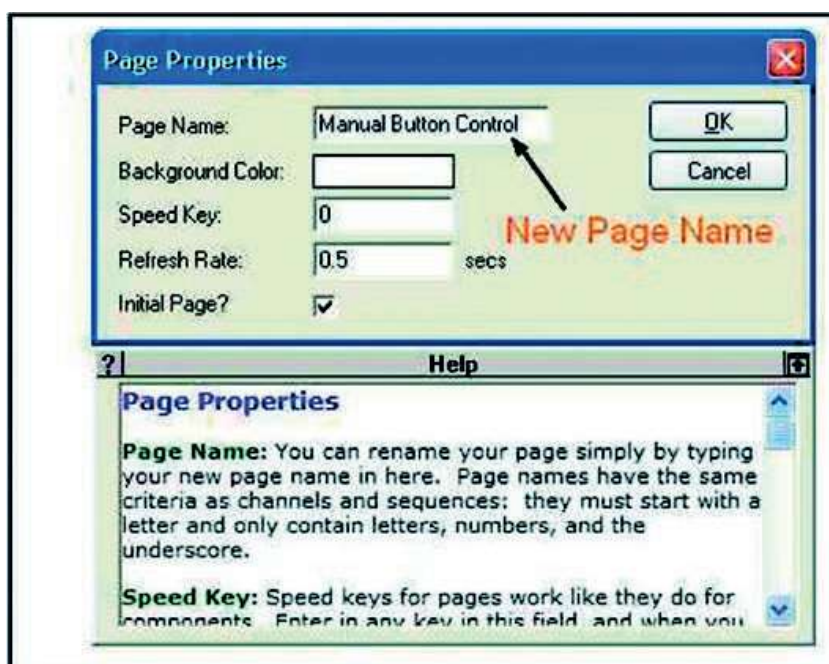 Page Properties
Page Name: Manual Button Control OK
Background Color: Cancel
Speed Key: 0
New Page Name
Refresh Rate: 0.5 secs
Initial Page?
? Help
Page Properties
Page Name: You can rename your page simply by typing
your new page name in here. Page names have the same
criteria as channels and sequences: they must start with a
letter and only contain letters, numbers, and the
underscore.
Speed Key: Speed keys for pages work like they do for
components. Enter in any key in this field, and when you